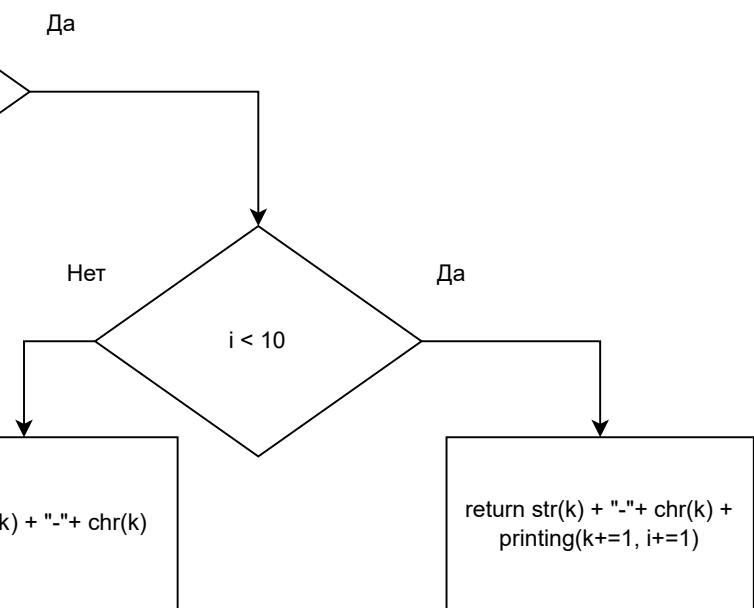 Да
Нет
Да
i < 10
k) + "-"+ chr(k)
return str(k) + "-"+ chr(k) +
printing(k+=1, i+=1)